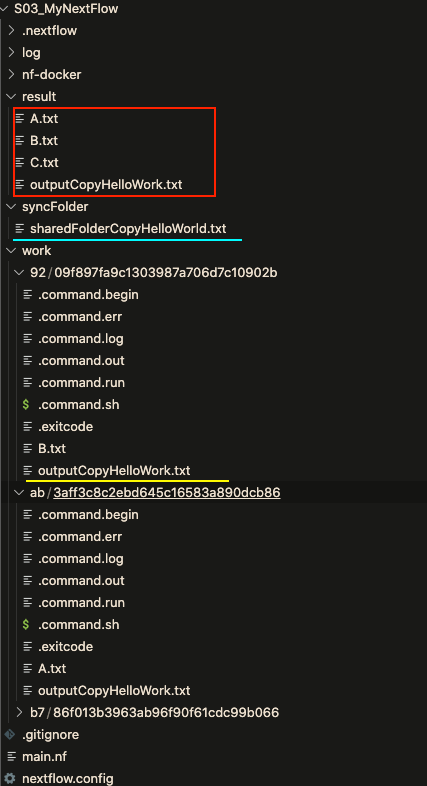 S03_MyNextFlow
.nextflow
log
nf-docker
result
A.txt
B.txt
C.txt
outputCopyHelloWork.txt
syncFolder
sharedFolderCopyHelloWorld.txt
work
92/09f897fa9c1303987a706d7c10902b
.command.begin
.command.err
.command.log
.command.out
.command.run
$ .command.sh
.exitcode
B.txt
outputCopyHelloWork.txt
ab/3aff3c8c2ebd645c16583a890dcb86
.command.begin
.command.err
.command.log
.command.out
.command.run
$ .command.sh
.exitcode
A.txt
outputCopyHelloWork.txt
b7/86f013b3963ab96f90f61cdc99b066
.gitignore
main.nf
nextflow.config